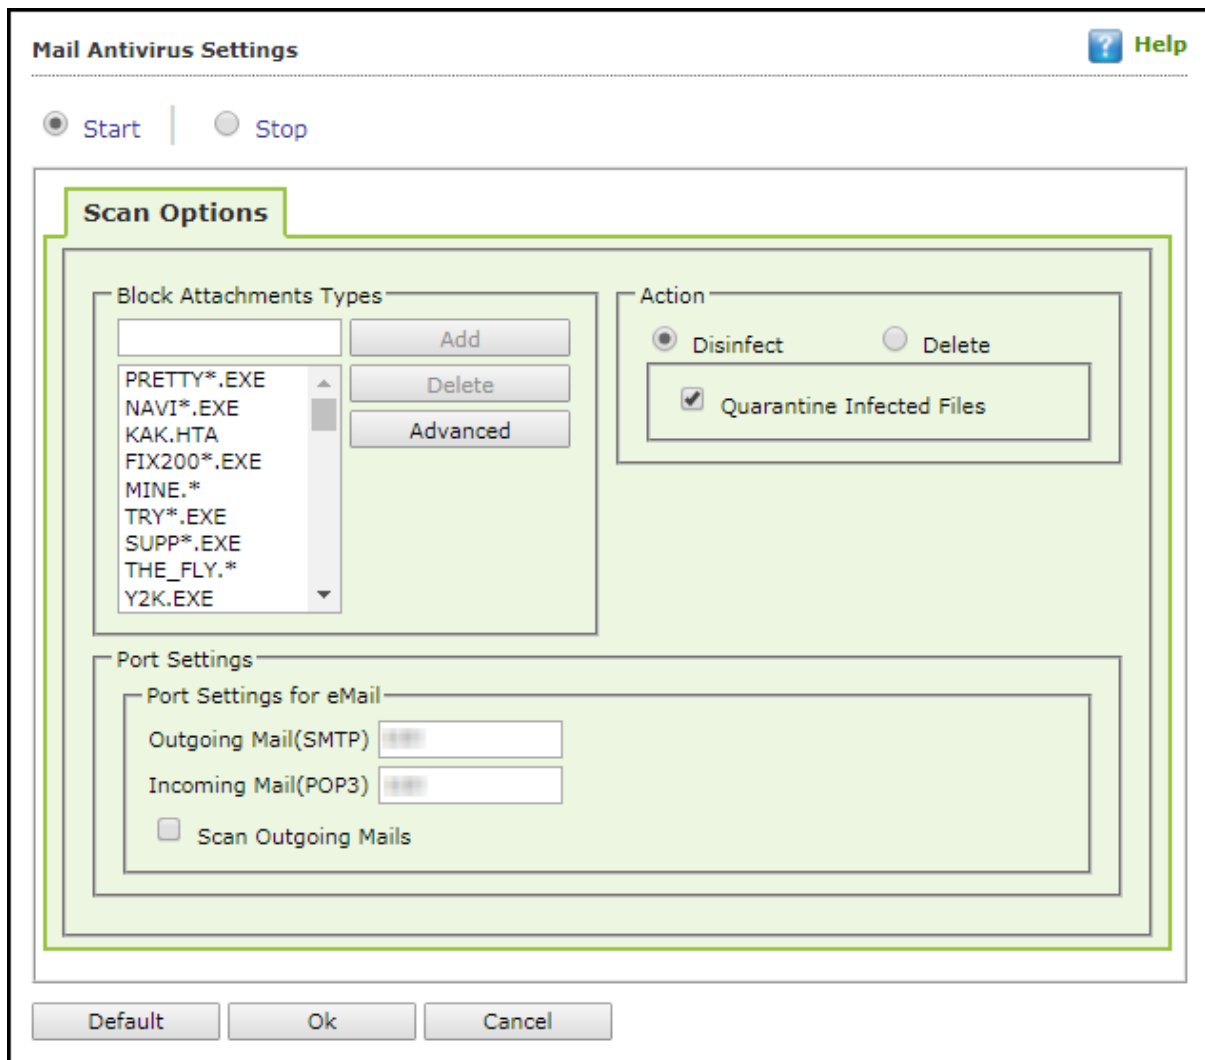 Mail Antivirus Settings
Help
Start
Stop
Scan Options
Block Attachments Types
Add
PRETTY*.EXE
NAVI*.EXE
KAK.HTA
FIX200*.EXE
MINE.*
TRY*.EXE
SUPP*.EXE
THE_FLY.*
Y2K.EXE
Delete
Advanced
Action
Disinfect
Delete
Quarantine Infected Files
Port Settings
Port Settings for eMail
Outgoing Mail(SMTP)
Incoming Mail(POP3)
Scan Outgoing Mails
Default
Ok
Cancel